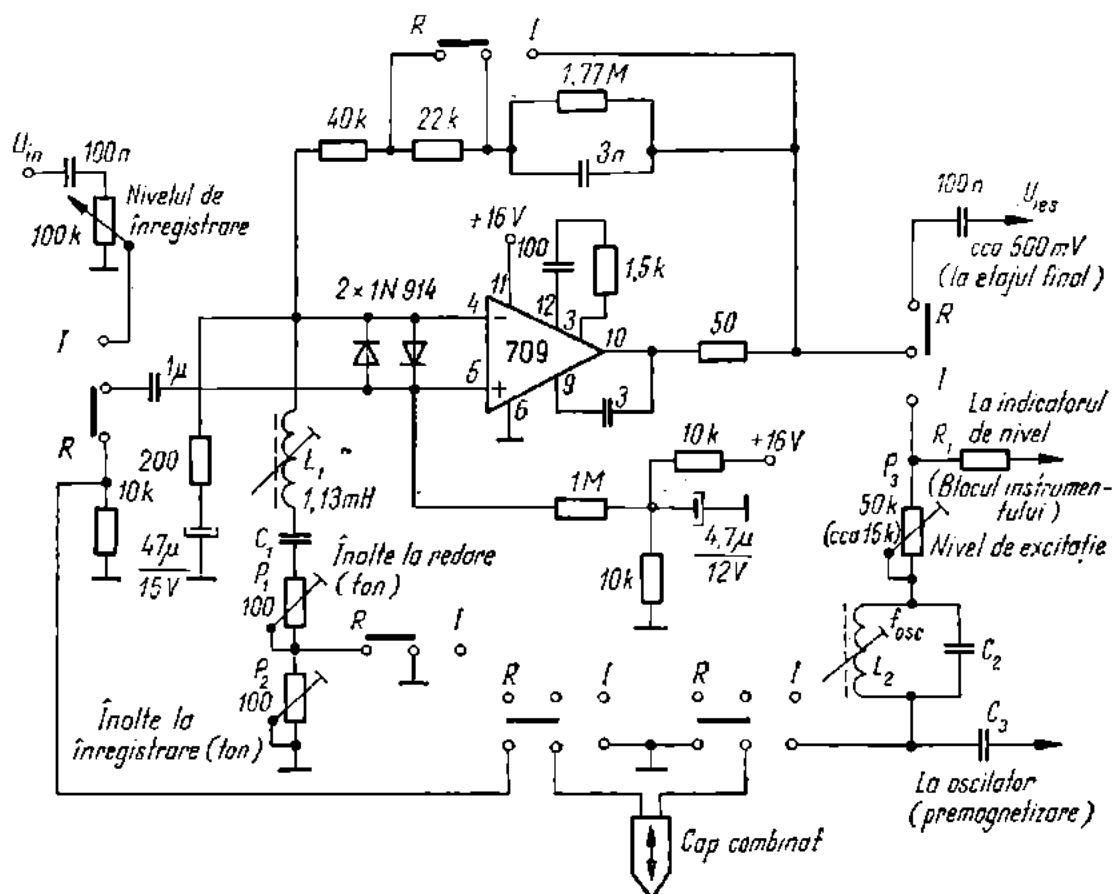 R
I
1,77M
40k
22k
3n
U in
100n
Nivelul de
înregistrare
100k
+16V
100
1,5k
100n
U ies
cca 500mV
(la etajul final)
2 × 1N 914
11
12
3
4
709
10
50
R
I
1μ
5
+
6
9
3
I
R
200
10k
47μ
15V
L1
1,13mH
10k
+16V
1M
4,7μ
12V
10k
La indicatorul
de nivel
R1
(Blocul instrumen-
tului)
P3
50k
(cca 15k)
Nivel de excitație
C1
Înalte la redare
(ton)
P1
100
R
I
P2
100
Înalte la
înregistrare (ton)
fosc
L2
C2
R
I
R
I
C3
La oscilator
(premagnetizare)
Cap combinat